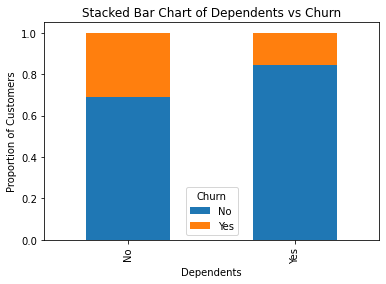 Stacked Bar Chart of Dependents vs Churn
1.0
0.8
0.6
0.4
0.2
0.0
Proportion of Customers
Churn
No
Yes
No
Yes
Dependents